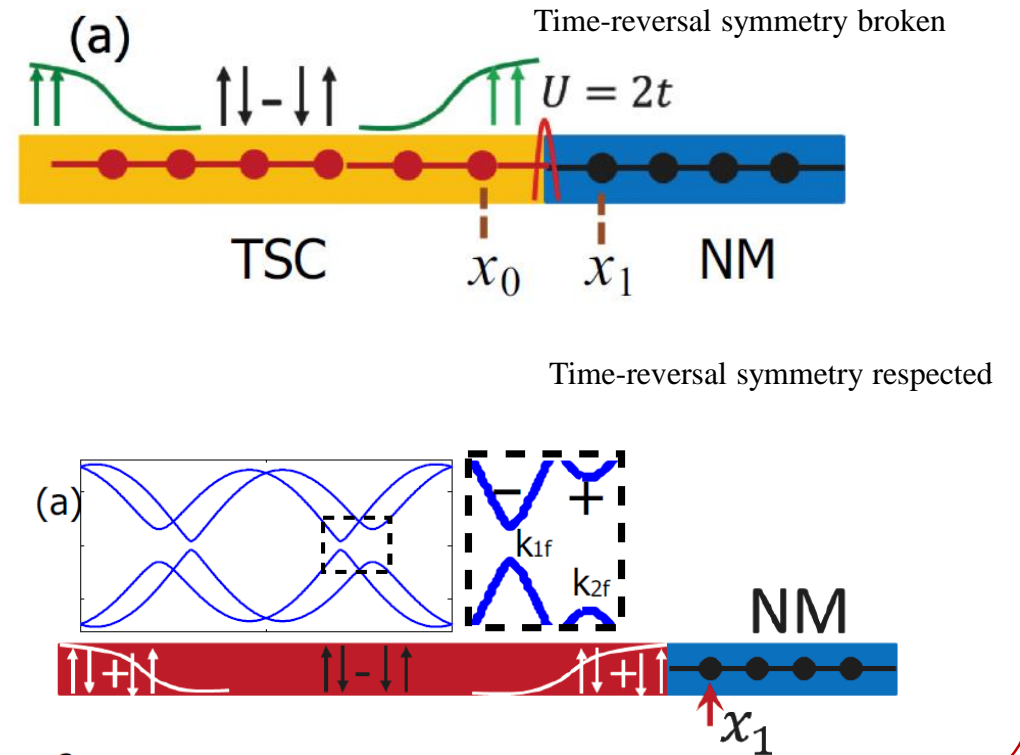 Time-reversal symmetry broken
(a)
↑↑ ↑↓-↓↑ ↑↑ U = 2t
TSC x₀ x₁ NM
Time-reversal symmetry respected
(a)
- +
k1f
k2f
NM
↑↓+↓↑ ↑↓-↓↑ ↑↓+↓↑
x₁